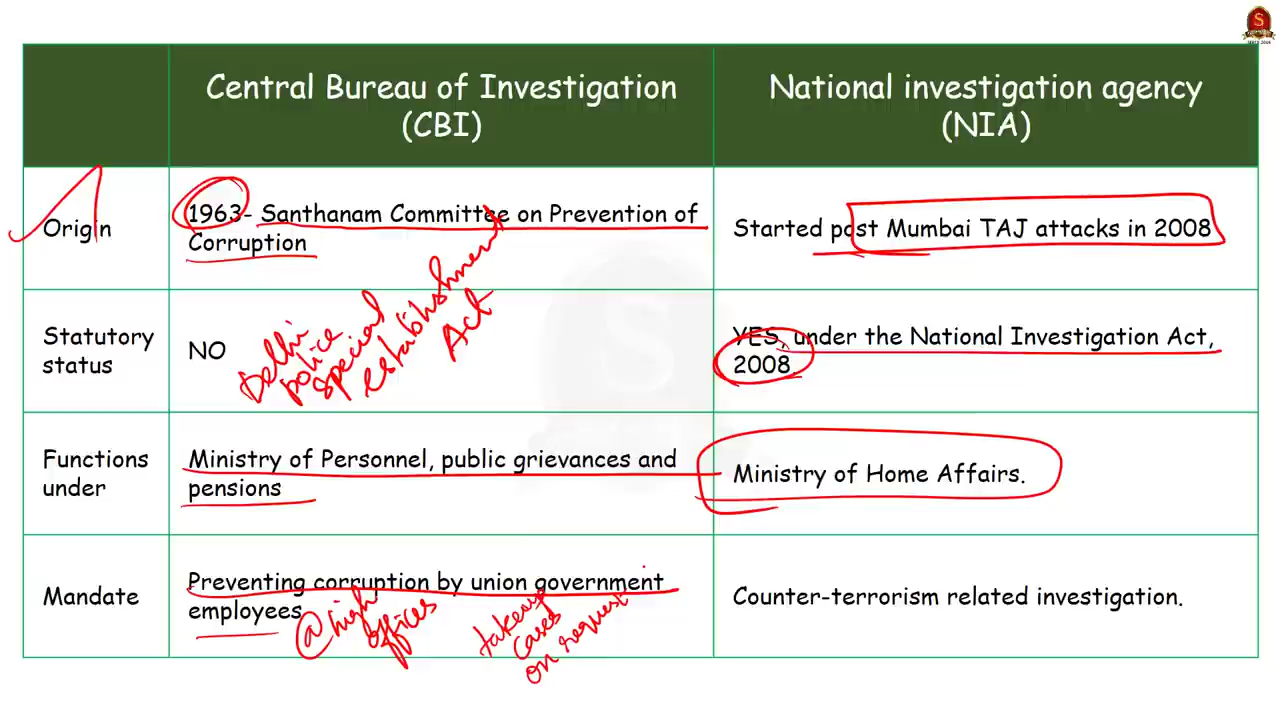 Central Bureau of Investigation
(CBI)
National investigation agency
(NIA)
Origin
1963- Santhanam Committee on Prevention of
Corruption
Started post Mumbai TAJ attacks in 2008
Statutory
status
NO
Delhi
police
special
establishment
Act
YES, under the National Investigation Act,
2008.
Functions
under
Ministry of Personnel, public grievances and
pensions
Ministry of Home Affairs.
Mandate
Preventing corruption by union government
employees
@high
offices
takes up
cases
on request
Counter-terrorism related investigation.
S